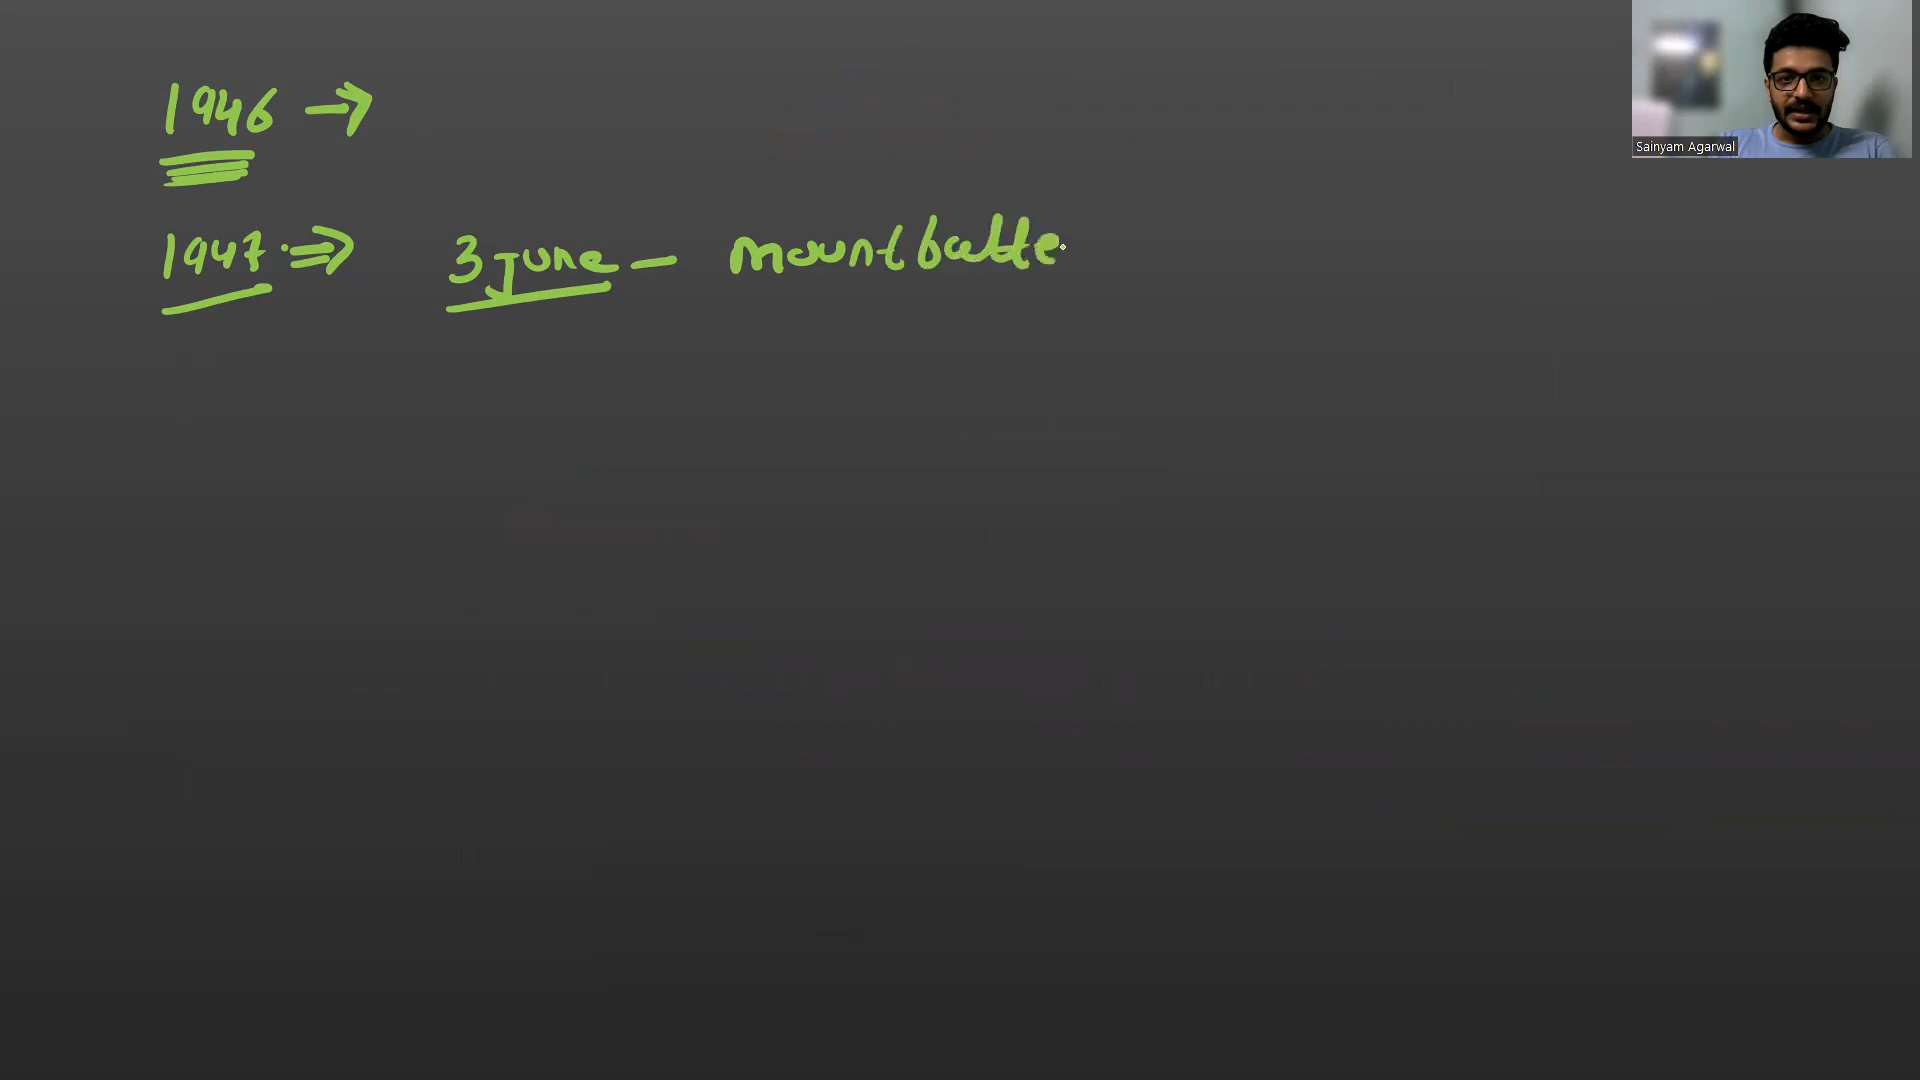 1946 →
Sainyam Agarwal
1947 ⇒ 3 June - mountbatte